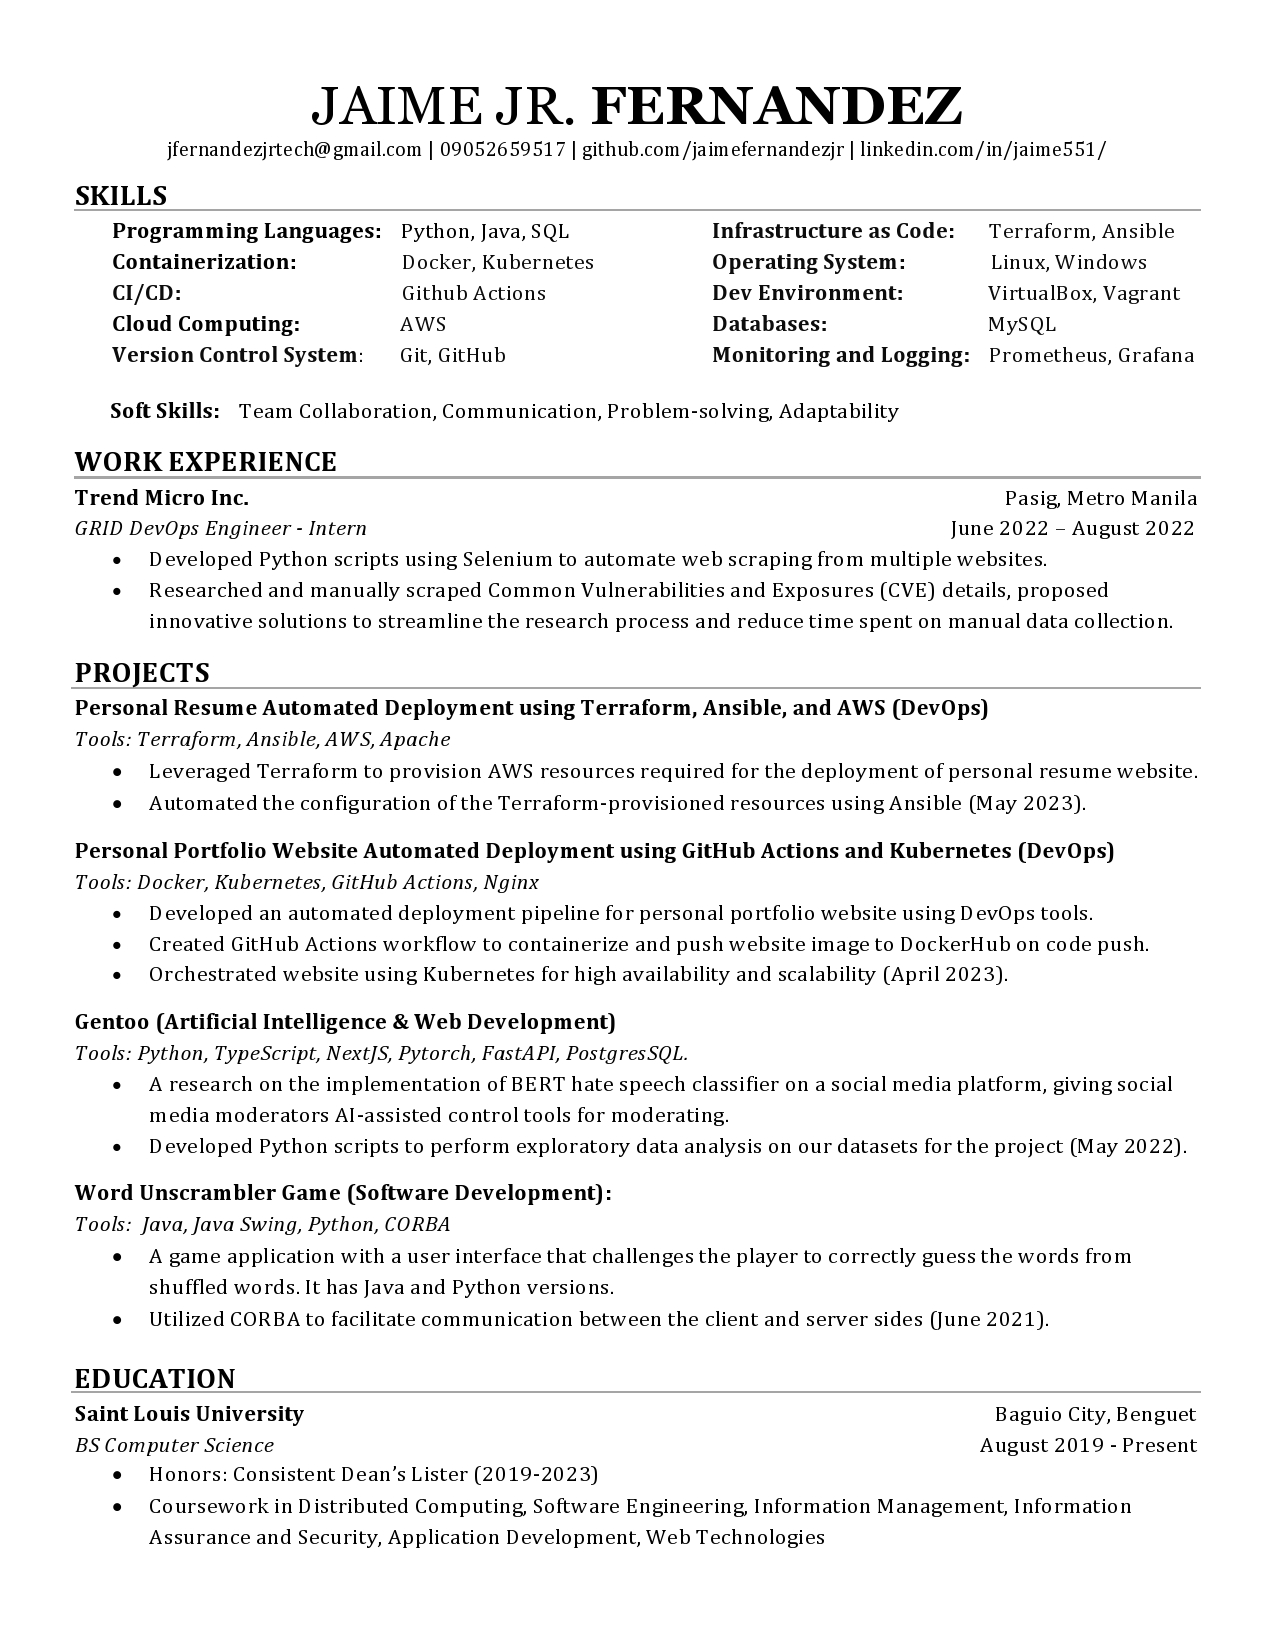 JAIME JR. FERNANDEZ
jfernandezjrtech@gmail.com | 09052659517 | github.com/jaimefernandezjr | linkedin.com/in/jaime551/
SKILLS
Programming Languages: Python, Java, SQL Infrastructure as Code: Terraform, Ansible
Containerization: Docker, Kubernetes Operating System: Linux, Windows
CI/CD: Github Actions Dev Environment: VirtualBox, Vagrant
Cloud Computing: AWS Databases: MySQL
Version Control System: Git, GitHub Monitoring and Logging: Prometheus, Grafana
Soft Skills: Team Collaboration, Communication, Problem-solving, Adaptability
WORK EXPERIENCE
Trend Micro Inc. Pasig, Metro Manila
GRID DevOps Engineer - Intern June 2022 – August 2022
• Developed Python scripts using Selenium to automate web scraping from multiple websites.
• Researched and manually scraped Common Vulnerabilities and Exposures (CVE) details, proposed
innovative solutions to streamline the research process and reduce time spent on manual data collection.
PROJECTS
Personal Resume Automated Deployment using Terraform, Ansible, and AWS (DevOps)
Tools: Terraform, Ansible, AWS, Apache
• Leveraged Terraform to provision AWS resources required for the deployment of personal resume website.
• Automated the configuration of the Terraform-provisioned resources using Ansible (May 2023).
Personal Portfolio Website Automated Deployment using GitHub Actions and Kubernetes (DevOps)
Tools: Docker, Kubernetes, GitHub Actions, Nginx
• Developed an automated deployment pipeline for personal portfolio website using DevOps tools.
• Created GitHub Actions workflow to containerize and push website image to DockerHub on code push.
• Orchestrated website using Kubernetes for high availability and scalability (April 2023).
Gentoo (Artificial Intelligence & Web Development)
Tools: Python, TypeScript, NextJS, Pytorch, FastAPI, PostgresSQL.
• A research on the implementation of BERT hate speech classifier on a social media platform, giving social
media moderators AI-assisted control tools for moderating.
• Developed Python scripts to perform exploratory data analysis on our datasets for the project (May 2022).
Word Unscrambler Game (Software Development):
Tools: Java, Java Swing, Python, CORBA
• A game application with a user interface that challenges the player to correctly guess the words from
shuffled words. It has Java and Python versions.
• Utilized CORBA to facilitate communication between the client and server sides (June 2021).
EDUCATION
Saint Louis University Baguio City, Benguet
BS Computer Science August 2019 - Present
• Honors: Consistent Dean’s Lister (2019-2023)
• Coursework in Distributed Computing, Software Engineering, Information Management, Information
Assurance and Security, Application Development, Web Technologies